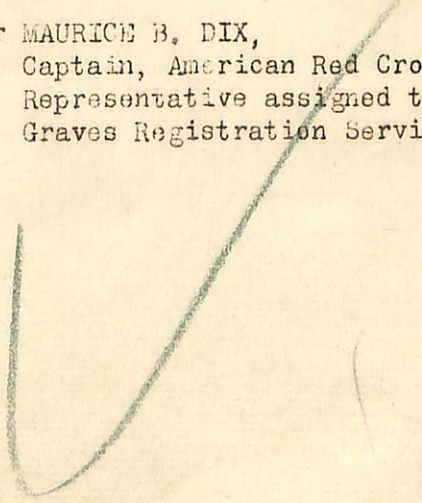 r MAURICE B. DIX,
Captain, American Red Cro
Representative assigned t
Graves Registration Servi